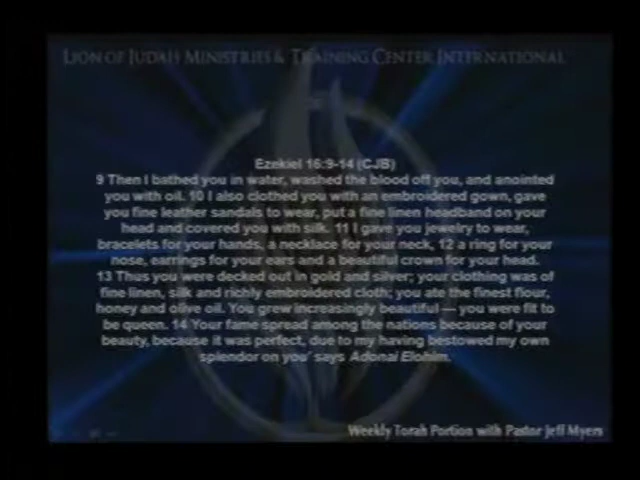 LION OF JUDAH MINISTRIES & TRAINING CENTER INTERNATIONAL
Ezekiel 16:9-14 (CJB)
9 Then I bathed you in water, washed the blood off you, and anointed
you with oil. 10 I also clothed you with an embroidered gown, gave
you fine leather sandals to wear, put a fine linen headband on your
head and covered you with silk. 11 I gave you jewelry to wear,
bracelets for your hands, a necklace for your neck, 12 a ring for your
nose, earrings for your ears and a beautiful crown for your head.
13 Thus you were decked out in gold and silver; your clothing was of
fine linen, silk and richly embroidered cloth; you ate the finest flour,
honey and olive oil. You grew increasingly beautiful — you were fit to
be queen. 14 Your fame spread among the nations because of your
beauty, because it was perfect, due to my having bestowed my own
splendor on you' says Adonai Elohim.
Weekly Torah Portion with Pastor Jeff Myers